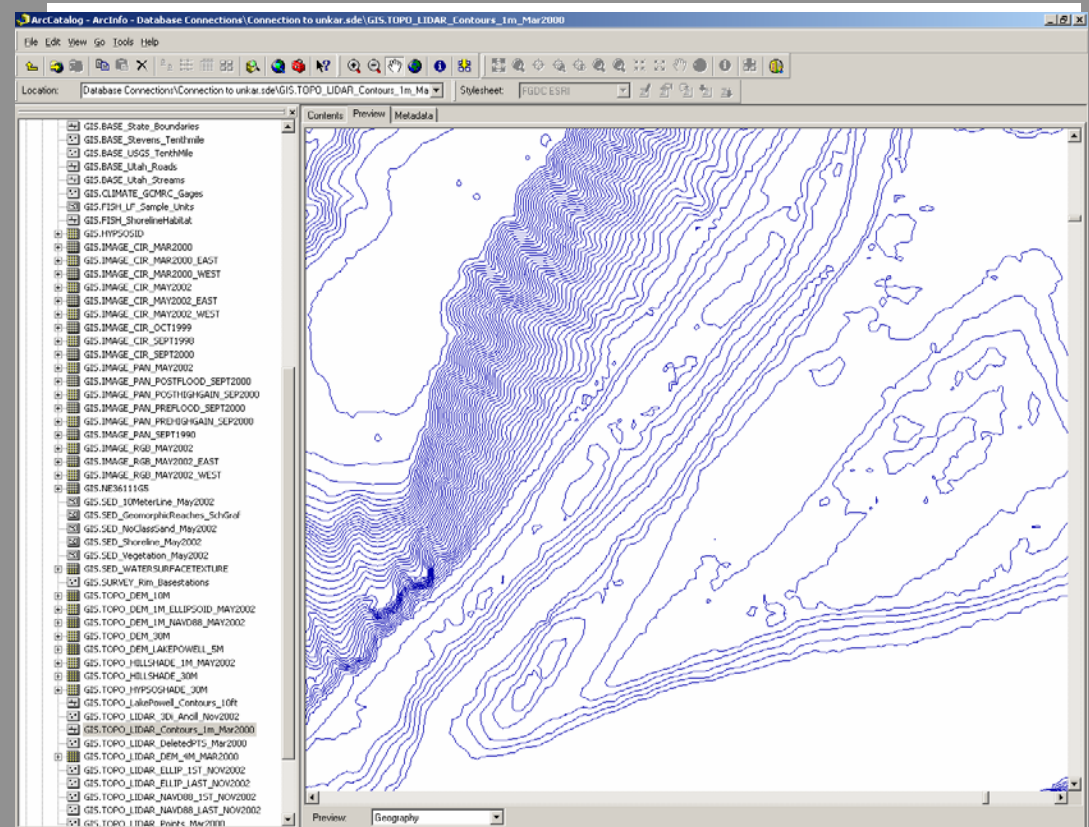 ArcCatalog - ArcInfo - Database Connections\Connection to unkar.sde\GIS.TOPO_LIDAR_Contours_1m_Mar2000
File Edit View Go Tools Help
Location: Database Connections\Connection to unkar.sde\GIS.TOPO_LIDAR_Contours_1m_Ma Stylesheet: FGDC ESRI
Contents Preview Metadata
GIS.BASE_State_Boundaries
GIS.BASE_Stevens_Tenthmile
GIS.BASE_USGS_TenthMile
GIS.BASE_Utah_Roads
GIS.BASE_Utah_Streams
GIS.CLIMATE_GCMRC_Gages
GIS.FISH_LF_Sample_Units
GIS.FISH_ShorelineHabitat
GIS.HYPSOSID
GIS.IMAGE_CIR_MAR2000
GIS.IMAGE_CIR_MAR2000_EAST
GIS.IMAGE_CIR_MAR2000_WEST
GIS.IMAGE_CIR_MAY2002
GIS.IMAGE_CIR_MAY2002_EAST
GIS.IMAGE_CIR_MAY2002_WEST
GIS.IMAGE_CIR_OCT1999
GIS.IMAGE_CIR_SEPT1998
GIS.IMAGE_CIR_SEPT2000
GIS.IMAGE_PAN_MAY2002
GIS.IMAGE_PAN_POSTFLOOD_SEPT2000
GIS.IMAGE_PAN_POSTHIGHGAIN_SEP2000
GIS.IMAGE_PAN_PREFLOOD_SEPT2000
GIS.IMAGE_PAN_PREHIGHGAIN_SEP2000
GIS.IMAGE_PAN_SEPT1990
GIS.IMAGE_RGB_MAY2002
GIS.IMAGE_RGB_MAY2002_EAST
GIS.IMAGE_RGB_MAY2002_WEST
GIS.NE36111G5
GIS.SED_10MeterLine_May2002
GIS.SED_GeomorphicReaches_SchGraf
GIS.SED_NoClassSand_May2002
GIS.SED_Shoreline_May2002
GIS.SED_Vegetation_May2002
GIS.SED_WATERSURFACETEXTURE
GIS.SURVEY_Rim_Basestations
GIS.TOPO_DEM_10M
GIS.TOPO_DEM_1M_ELLIPSOID_MAY2002
GIS.TOPO_DEM_1M_NAVD88_MAY2002
GIS.TOPO_DEM_30M
GIS.TOPO_DEM_LAKEPOWELL_5M
GIS.TOPO_HILLSHADE_1M_MAY2002
GIS.TOPO_HILLSHADE_30M
GIS.TOPO_HYPSOSHADE_30M
GIS.TOPO_LakePowell_Contours_10ft
GIS.TOPO_LIDAR_3Di_Ancil_Nov2002
GIS.TOPO_LIDAR_Contours_1m_Mar2000
GIS.TOPO_LIDAR_DeletedPTS_Mar2000
GIS.TOPO_LIDAR_DEM_4M_MAR2000
GIS.TOPO_LIDAR_ELLIP_1ST_NOV2002
GIS.TOPO_LIDAR_ELLIP_LAST_NOV2002
GIS.TOPO_LIDAR_NAVD88_1ST_NOV2002
GIS.TOPO_LIDAR_NAVD88_LAST_NOV2002
GIS.TOPO_LIDAR_Points_Mar2000
Preview: Geography